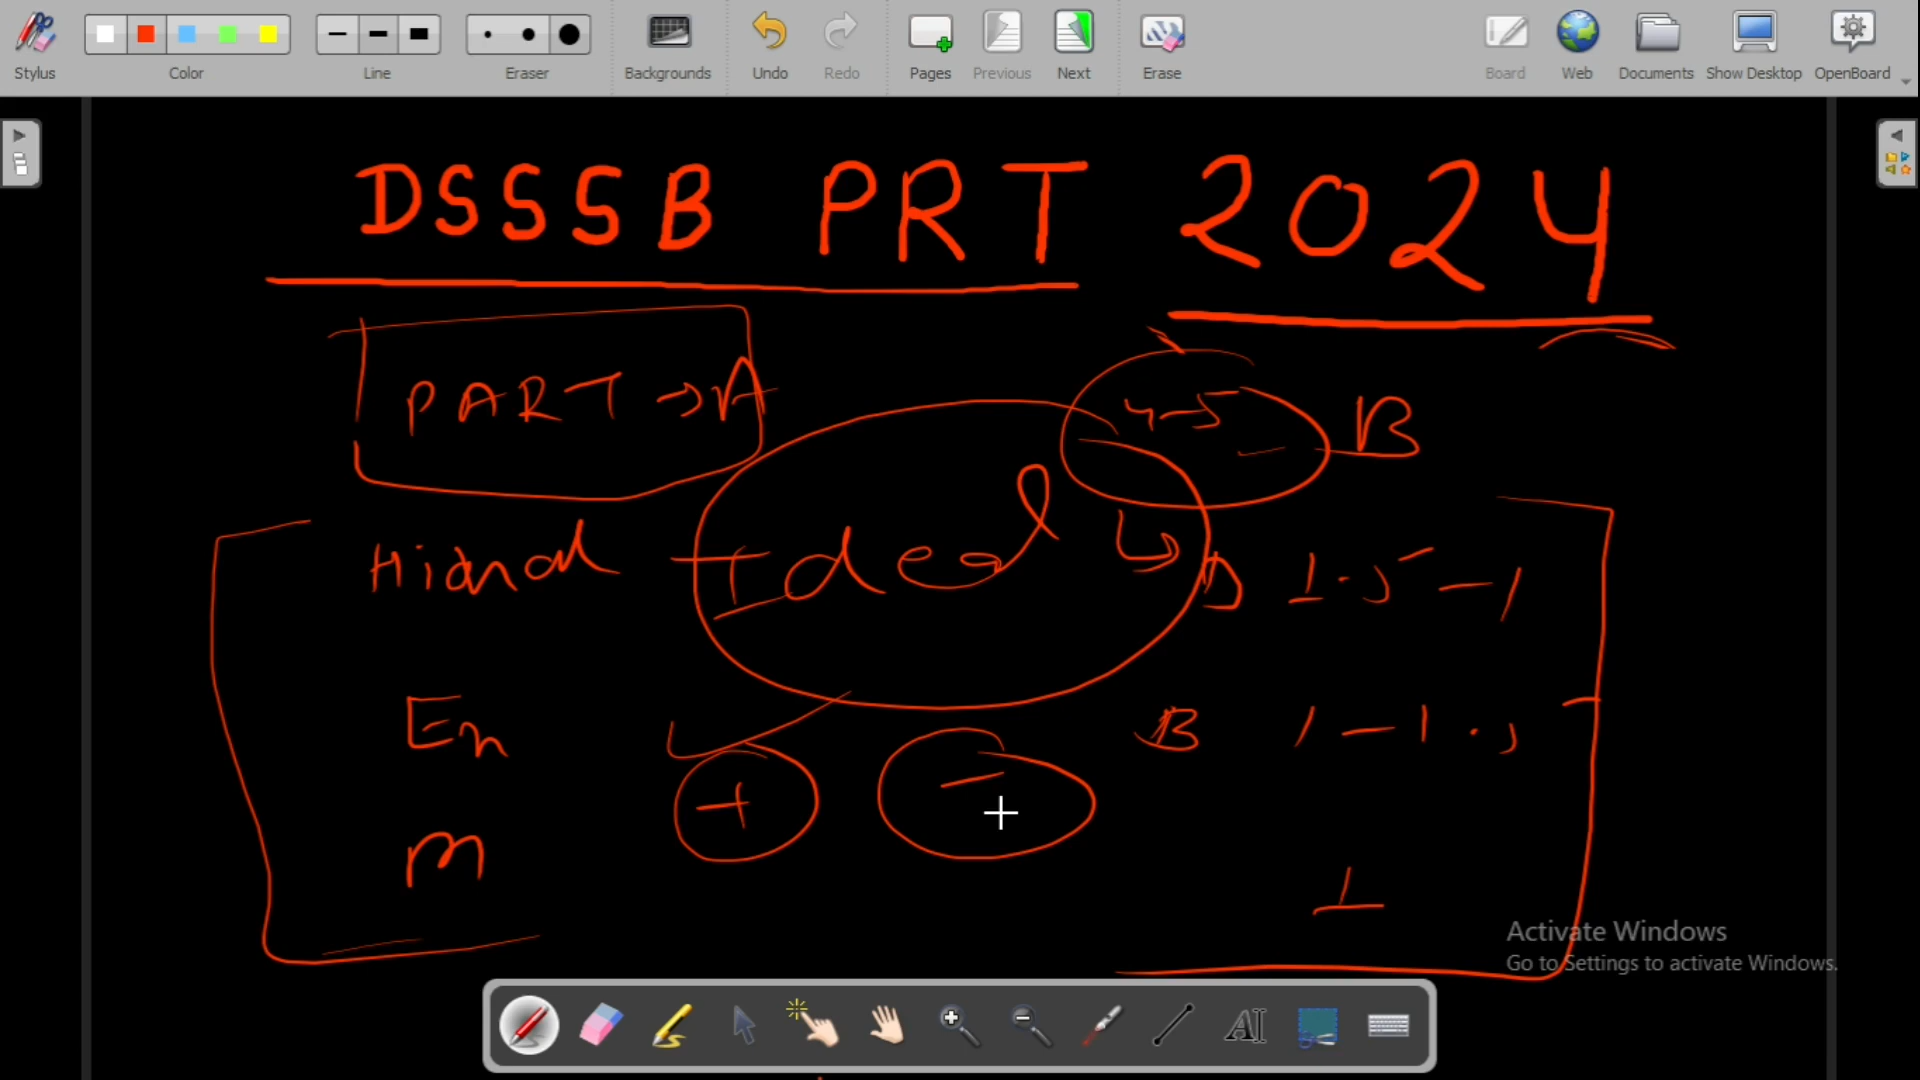 Stylus Color Line Eraser Backgrounds Undo Redo Pages Previous Next Erase Board Web Documents Show Desktop OpenBoard
DSSSB PRT 2024
PART → A 4-5 - B
Ideal
D 1.5 - 1
En B 1 - 1.5
+ -
m 1
Activate Windows
Go to Settings to activate Windows.